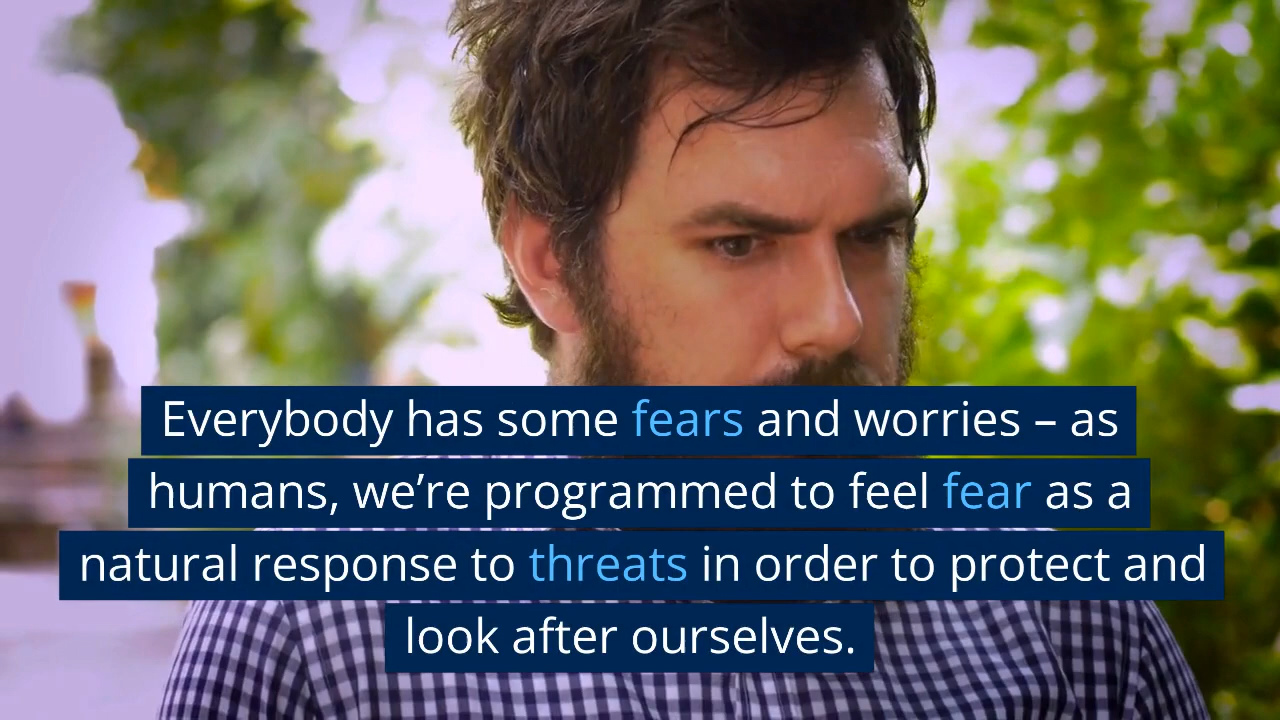 Everybody has some fears and worries – as
humans, we’re programmed to feel fear as a
natural response to threats in order to protect and
look after ourselves.